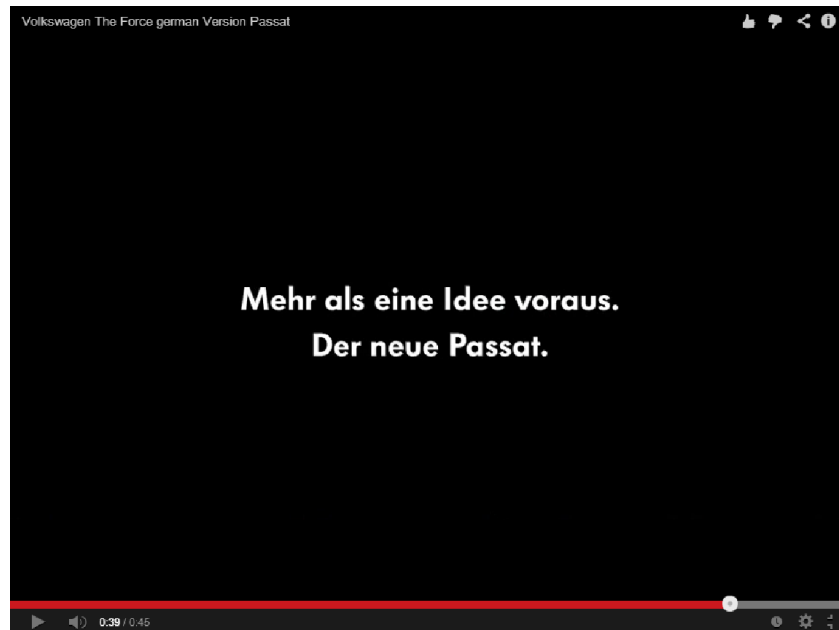 Volkswagen The Force german Version Passat
Mehr als eine Idee voraus.
Der neue Passat.
0:39 / 0:45